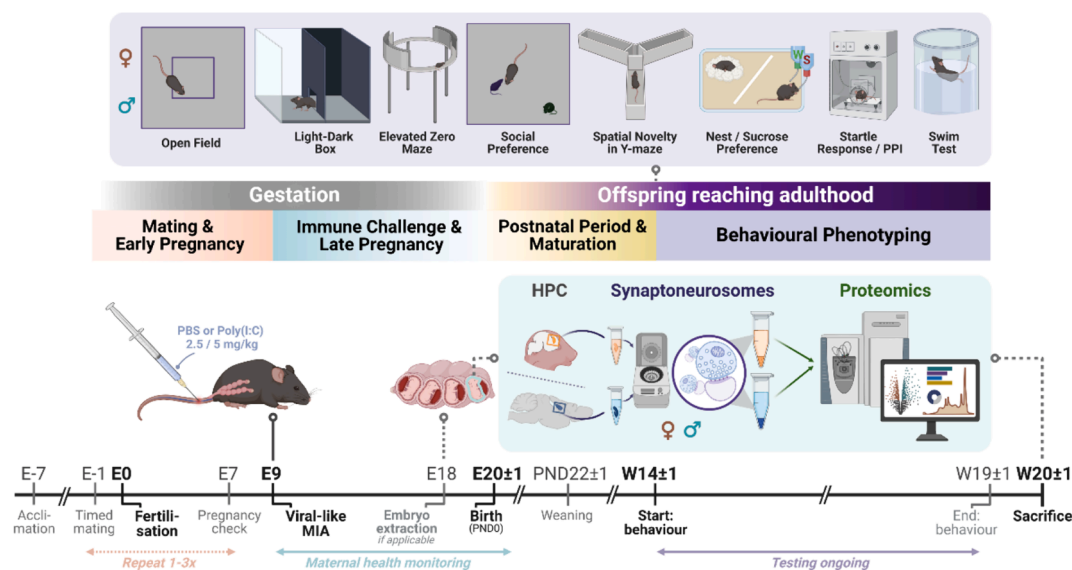 ♀
♂
Open Field
Light-Dark
Box
Elevated Zero
Maze
Social
Preference
Spatial Novelty
in Y-maze
W S
Nest / Sucrose
Preference
Startle
Response / PPI
Swim
Test
Gestation
Offspring reaching adulthood
Mating &
Early Pregnancy
Immune Challenge &
Late Pregnancy
Postnatal Period &
Maturation
Behavioural Phenotyping
PBS or Poly(I:C)
2.5 / 5 mg/kg
HPC
Synaptoneurosomes
Proteomics
♀ ♂
E-7
E-1
E0
E7
E9
E18
E20±1
PND22±1
W14±1
W19±1
W20±1
Accli-
mation
Timed
mating
Fertili-
sation
Pregnancy
check
Viral-like
MIA
Embryo
extraction
if applicable
Birth
(PND0)
Weaning
Start:
behaviour
End:
behaviour
Sacrifice
Repeat 1-3x
Maternal health monitoring
Testing ongoing